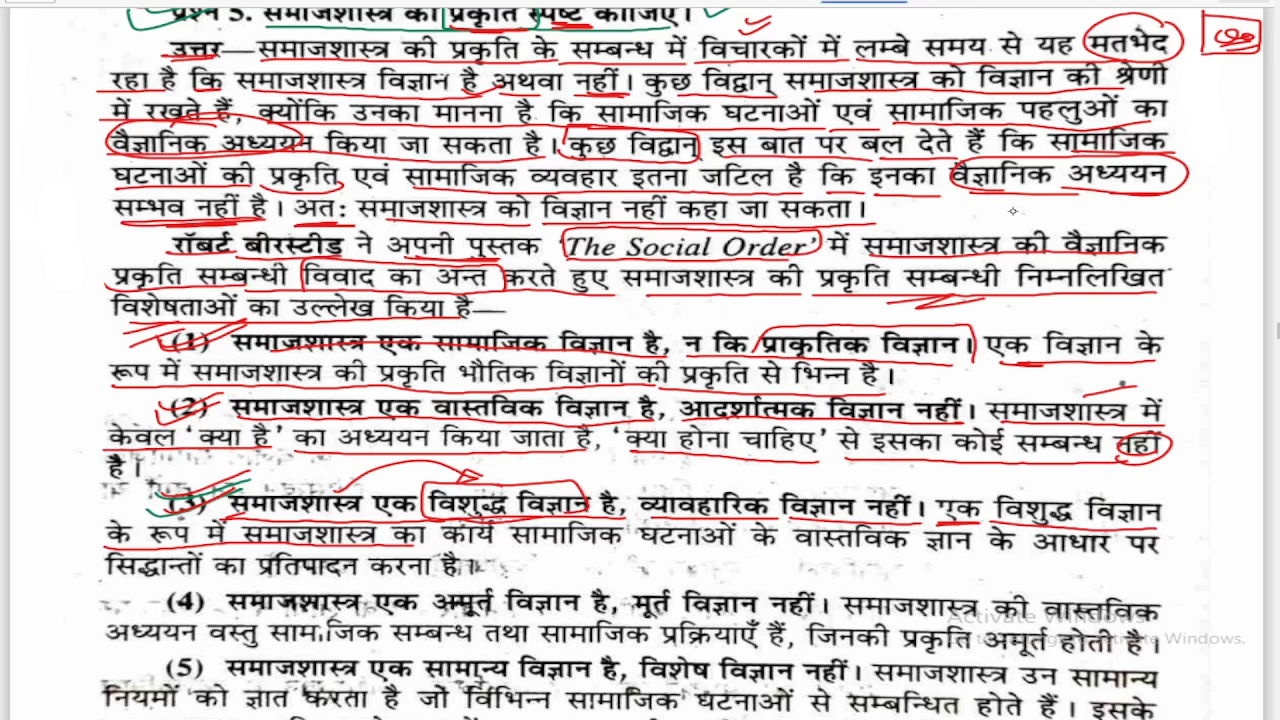 प्रश्न 5. समाजशास्त्र की प्रकृति स्पष्ट कीजिए।
उत्तर—समाजशास्त्र की प्रकृति के सम्बन्ध में विचारकों में लम्बे समय से यह मतभेद
रहा है कि समाजशास्त्र विज्ञान है अथवा नहीं। कुछ विद्वान् समाजशास्त्र को विज्ञान की श्रेणी
में रखते हैं, क्योंकि उनका मानना है कि सामाजिक घटनाओं एवं सामाजिक पहलुओं का
वैज्ञानिक अध्ययन किया जा सकता है। कुछ विद्वान् इस बात पर बल देते हैं कि सामाजिक
घटनाओं की प्रकृति एवं सामाजिक व्यवहार इतना जटिल है कि इनका वैज्ञानिक अध्ययन
सम्भव नहीं है। अतः समाजशास्त्र को विज्ञान नहीं कहा जा सकता।
रॉबर्ट बीरस्टीड ने अपनी पुस्तक 'The Social Order' में समाजशास्त्र की वैज्ञानिक
प्रकृति सम्बन्धी विवाद का अन्त करते हुए समाजशास्त्र की प्रकृति सम्बन्धी निम्नलिखित
विशेषताओं का उल्लेख किया है—
(1) समाजशास्त्र एक सामाजिक विज्ञान है, न कि प्राकृतिक विज्ञान। एक विज्ञान के
रूप में समाजशास्त्र की प्रकृति भौतिक विज्ञानों की प्रकृति से भिन्न है।
(2) समाजशास्त्र एक वास्तविक विज्ञान है, आदर्शात्मक विज्ञान नहीं। समाजशास्त्र में
केवल 'क्या है' का अध्ययन किया जाता है, 'क्या होना चाहिए' से इसका कोई सम्बन्ध नहीं
है।
(3) समाजशास्त्र एक विशुद्ध विज्ञान है, व्यावहारिक विज्ञान नहीं। एक विशुद्ध विज्ञान
के रूप में समाजशास्त्र का कार्य सामाजिक घटनाओं के वास्तविक ज्ञान के आधार पर
सिद्धान्तों का प्रतिपादन करना है।
(4) समाजशास्त्र एक अमूर्त विज्ञान है, मूर्त विज्ञान नहीं। समाजशास्त्र की वास्तविक
अध्ययन वस्तु सामाजिक सम्बन्ध तथा सामाजिक प्रक्रियाएँ हैं, जिनकी प्रकृति अमूर्त होती है।
Activate Windows
(5) समाजशास्त्र एक सामान्य विज्ञान है, विशेष विज्ञान नहीं। समाजशास्त्र उन सामान्य
नियमों को ज्ञात करता है जो विभिन्न सामाजिक घटनाओं से सम्बन्धित होते हैं। इसके